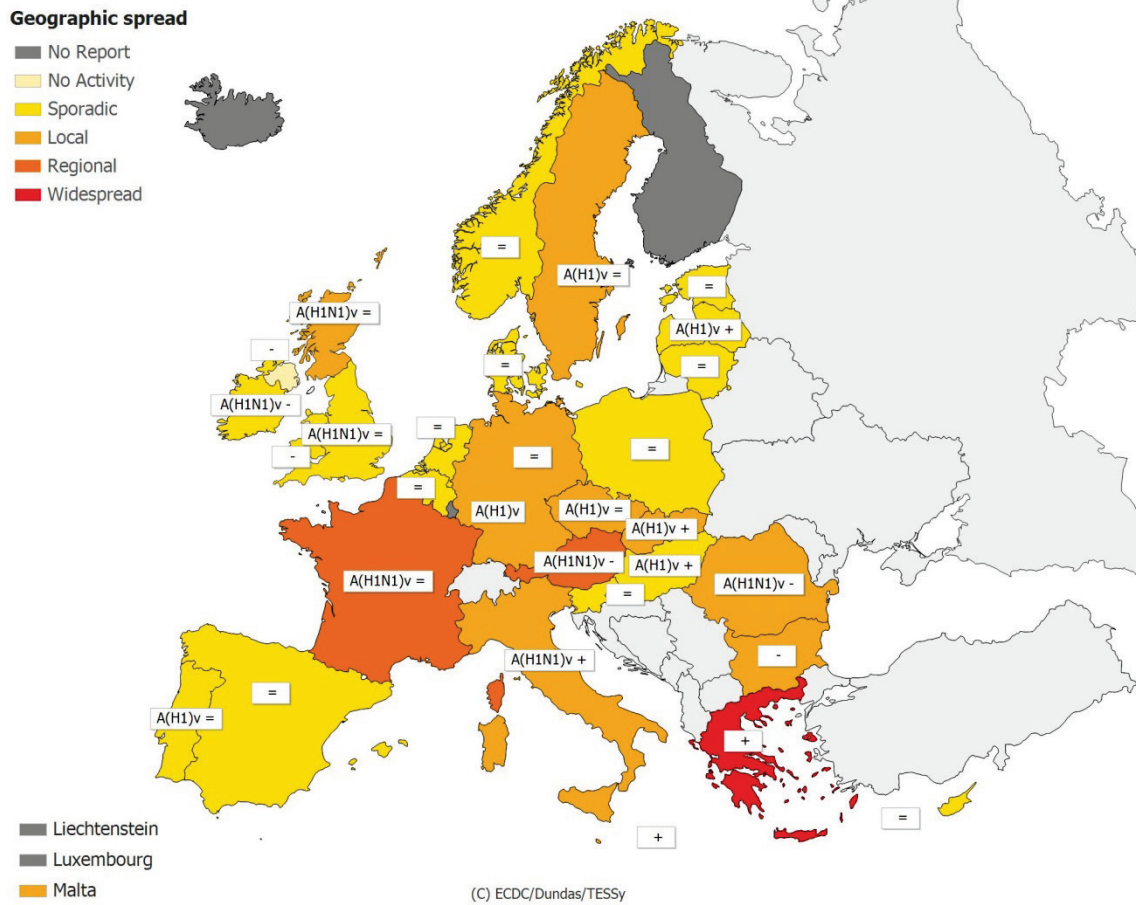 Geographic spread
No Report
No Activity
Sporadic
Local
Regional
Widespread
=
A(H1)v =
=
A(H1N1)v =
A(H1)v +
-
=
=
A(H1N1)v -
=
A(H1N1)v =
=
=
-
=
A(H1)v
A(H1)v =
A(H1)v +
A(H1N1)v -
A(H1)v +
A(H1N1)v =
A(H1N1)v -
=
A(H1N1)v +
-
=
A(H1)v =
+
=
+
Liechtenstein
Luxembourg
Malta
(C) ECDC/Dundas/TESSy